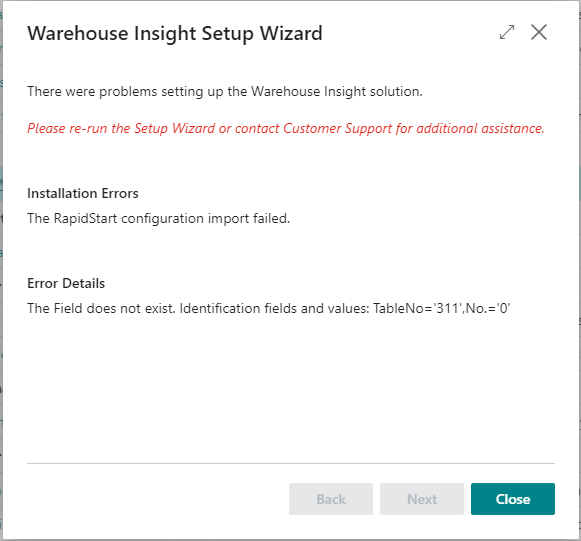 Warehouse Insight Setup Wizard
There were problems setting up the Warehouse Insight solution.
Please re-run the Setup Wizard or contact Customer Support for additional assistance.
Installation Errors
The RapidStart configuration import failed.
Error Details
The Field does not exist. Identification fields and values: TableNo='311',No.='0'
Back
Next
Close